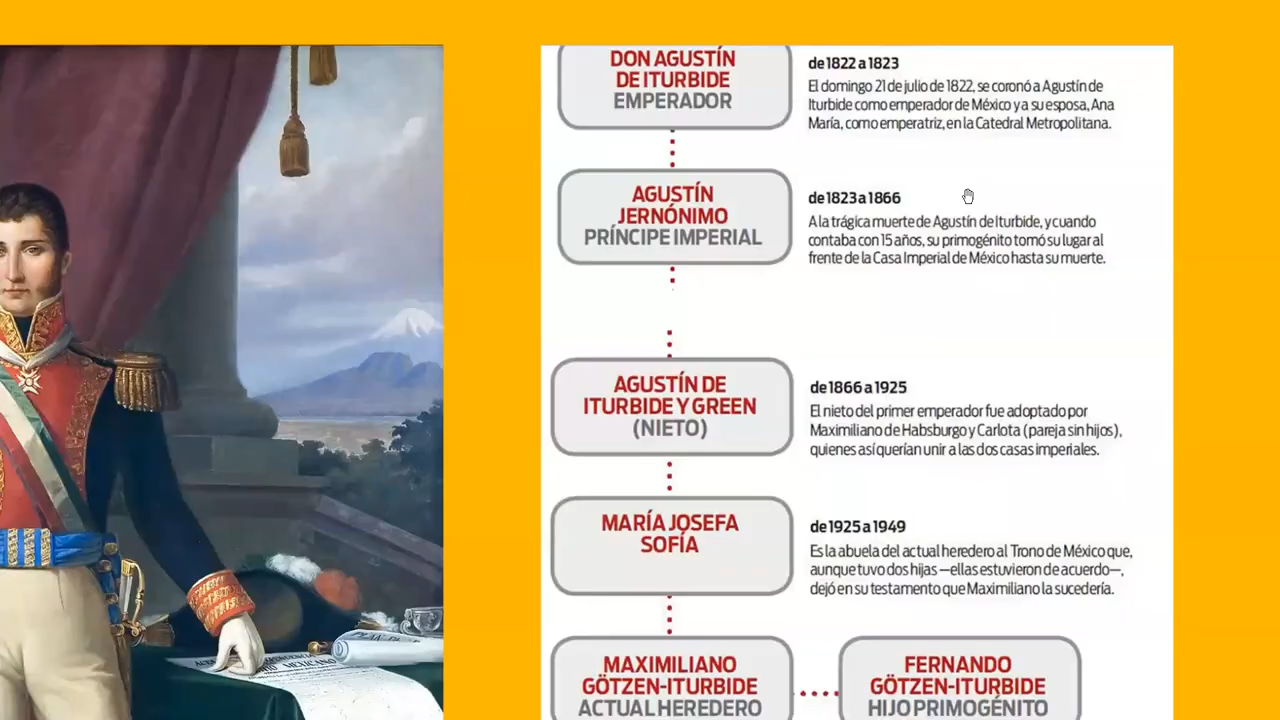 DON AGUSTÍN
DE ITURBIDE
EMPERADOR
de 1822 a 1823
El domingo 21 de julio de 1822, se coronó a Agustín de
Iturbide como emperador de México y a su esposa, Ana
María, como emperatriz, en la Catedral Metropolitana.
AGUSTÍN
JERNÓNIMO
PRÍNCIPE IMPERIAL
de 1823 a 1866
A la trágica muerte de Agustín de Iturbide, y cuando
contaba con 15 años, su primogénito tomó su lugar al
frente de la Casa Imperial de México hasta su muerte.
AGUSTÍN DE
ITURBIDE Y GREEN
(NIETO)
de 1866 a 1925
El nieto del primer emperador fue adoptado por
Maximiliano de Habsburgo y Carlota (pareja sin hijos),
quienes así querían unir a las dos casas imperiales.
MARÍA JOSEFA
SOFÍA
de 1925 a 1949
Es la abuela del actual heredero al Trono de México que,
aunque tuvo dos hijas —ellas estuvieron de acuerdo—,
dejó en su testamento que Maximiliano la sucedería.
MAXIMILIANO
GÖTZEN-ITURBIDE
ACTUAL HEREDERO
FERNANDO
GÖTZEN-ITURBIDE
HIJO PRIMOGÉNITO